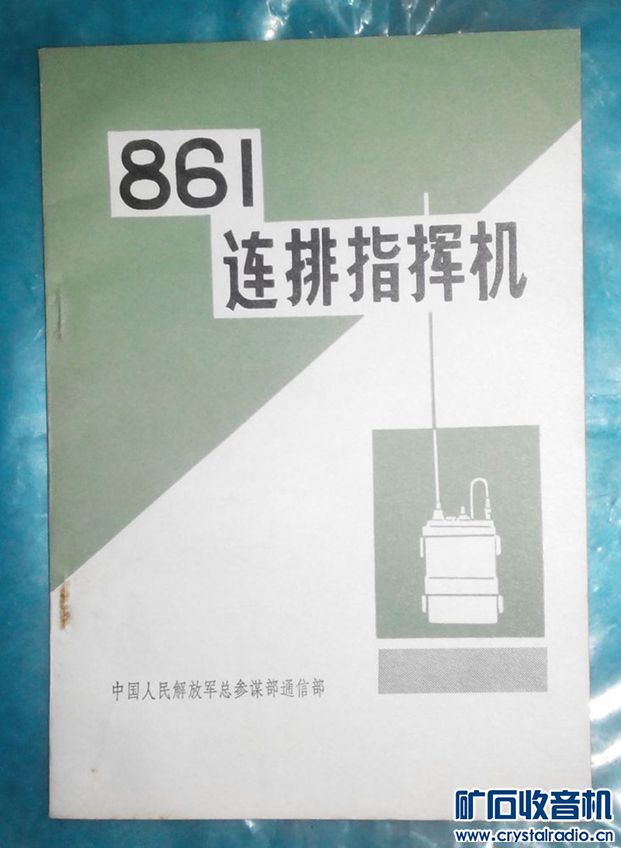 861
连排指挥机
中国人民解放军总参谋部通信部
矿石收音机
www.crystalradio.cn